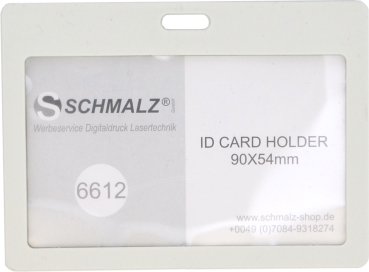 S SCHMALZ®
Werbeservice Digitaldruck Lasertechnik
6612
ID CARD HOLDER
90X54mm
www.schmalz-shop.de
+0049 (0)7084-9318274